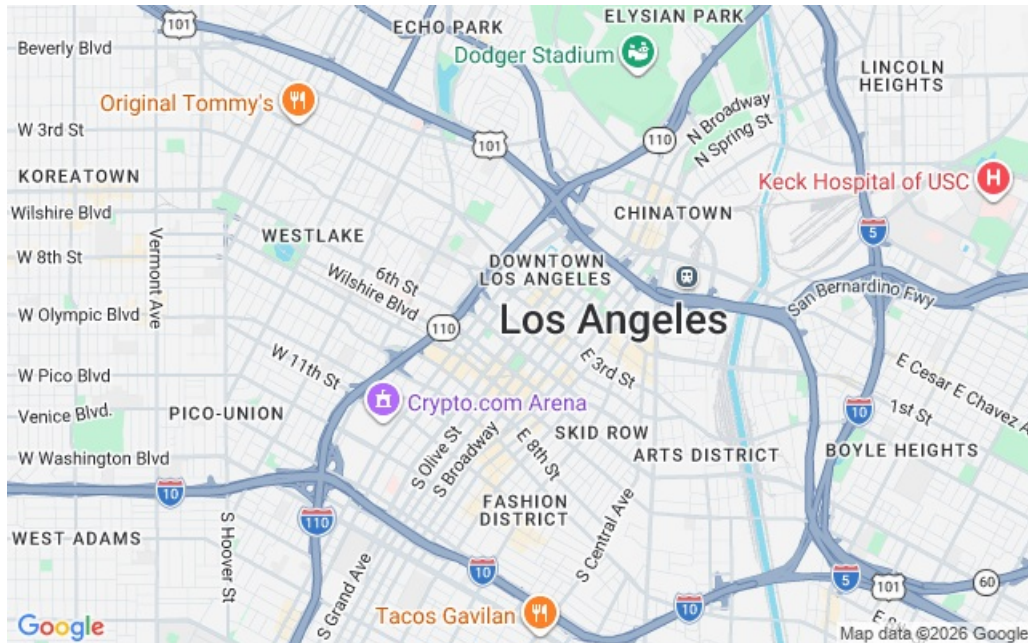 101
ECHO PARK
ELYSIAN PARK
Beverly Blvd
Dodger Stadium
LINCOLN
HEIGHTS
Original Tommy's
W 3rd St
101
110
N Broadway
N Spring St
KOREATOWN
Keck Hospital of USC
H
Wilshire Blvd
CHINATOWN
5
WESTLAKE
Vermont Ave
W 8th St
6th St
Wilshire Blvd
DOWNTOWN
LOS ANGELES
San Bernardino Fwy
W Olympic Blvd
110
Los Angeles
W 11th St
E 3rd St
W Pico Blvd
E Cesar E Chavez A
Crypto.com Arena
10
1st St
Venice Blvd.
PICO-UNION
SKID ROW
S Olive St
S Broadway
E 8th St
W Washington Blvd
ARTS DISTRICT
BOYLE HEIGHTS
10
110
FASHION
DISTRICT
S Central Ave
WEST ADAMS
S Hoover St
S Grand Ave
10
5
101
60
Tacos Gavilan
10
Google
Map data ©2026 Google